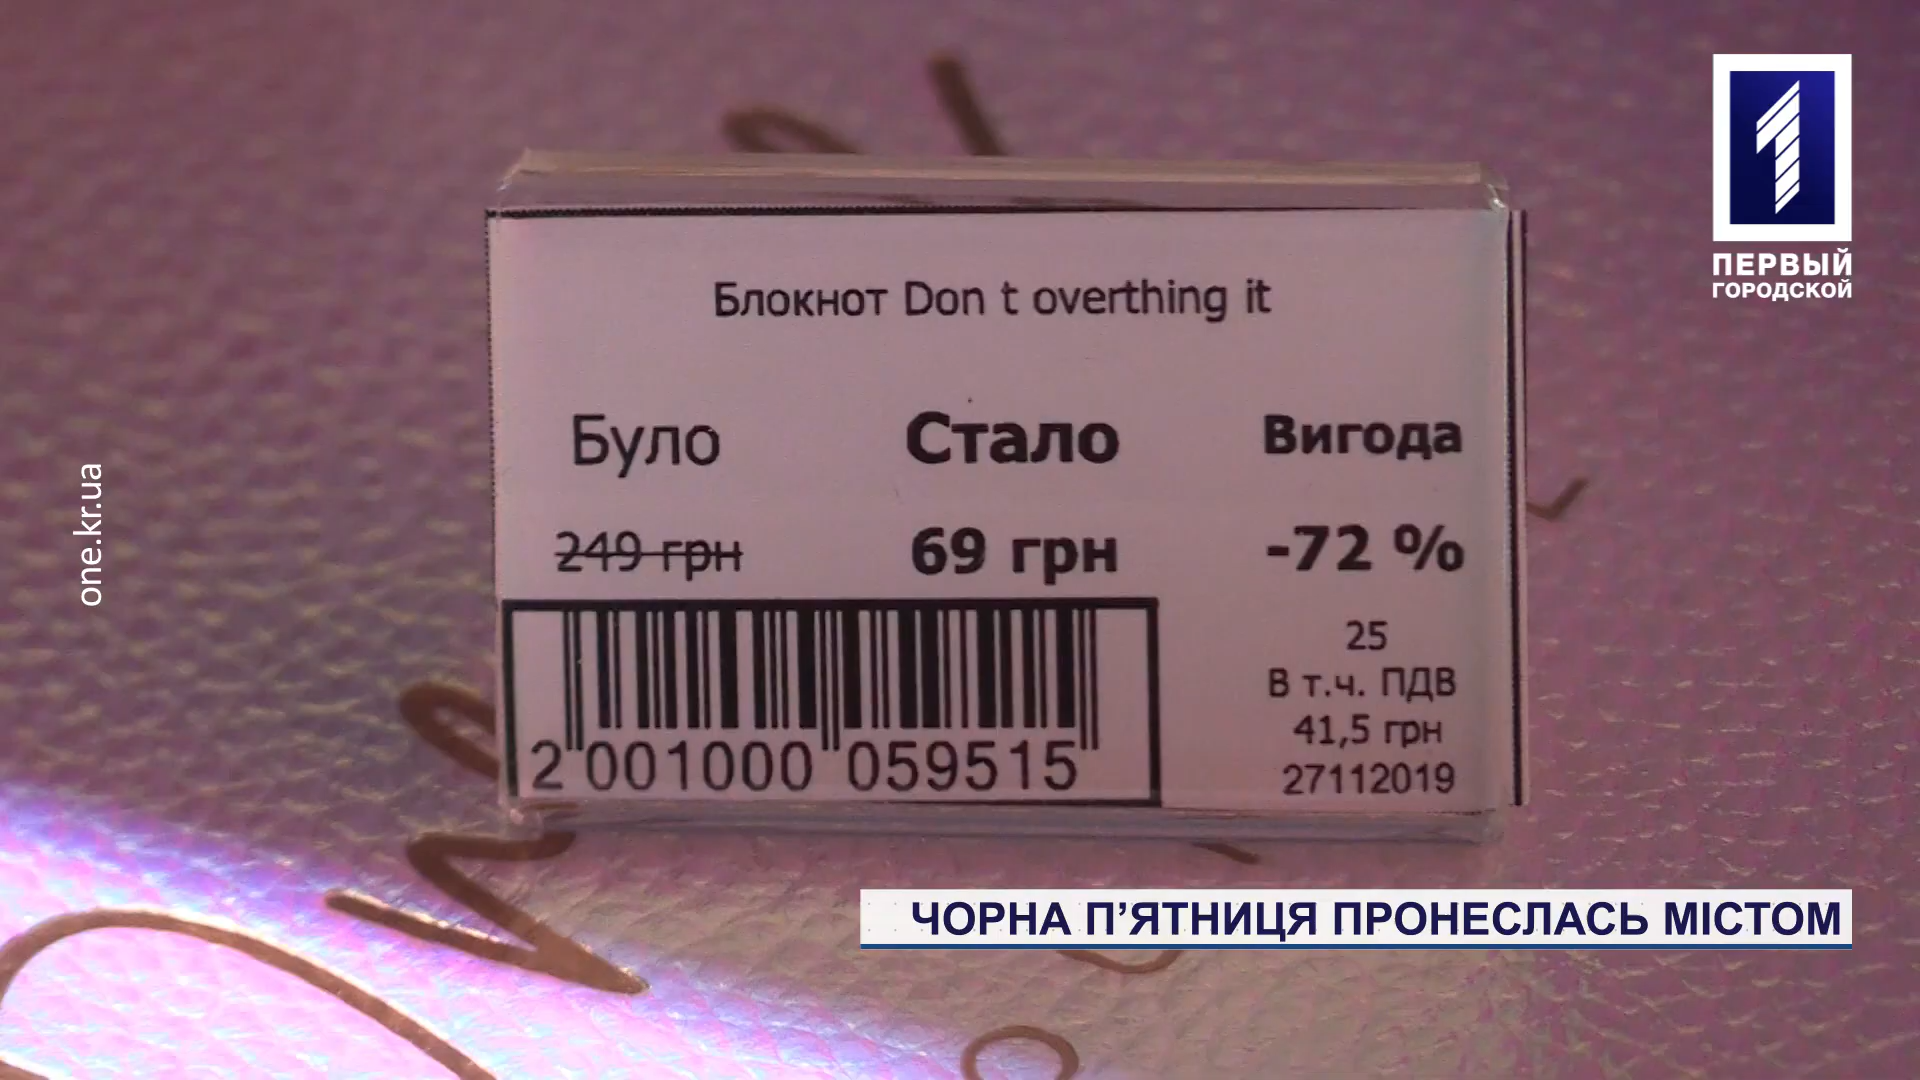 ПЕРВЫЙ
ГОРОДСКОЙ
one.kr.ua
Блокнот Don t overthing it
Було Стало Вигода
249 грн 69 грн -72 %
25
В т.ч. ПДВ
41,5 грн
27112019
2 001000 059515
ЧОРНА П’ЯТНИЦЯ ПРОНЕСЛАСЬ МІСТОМ